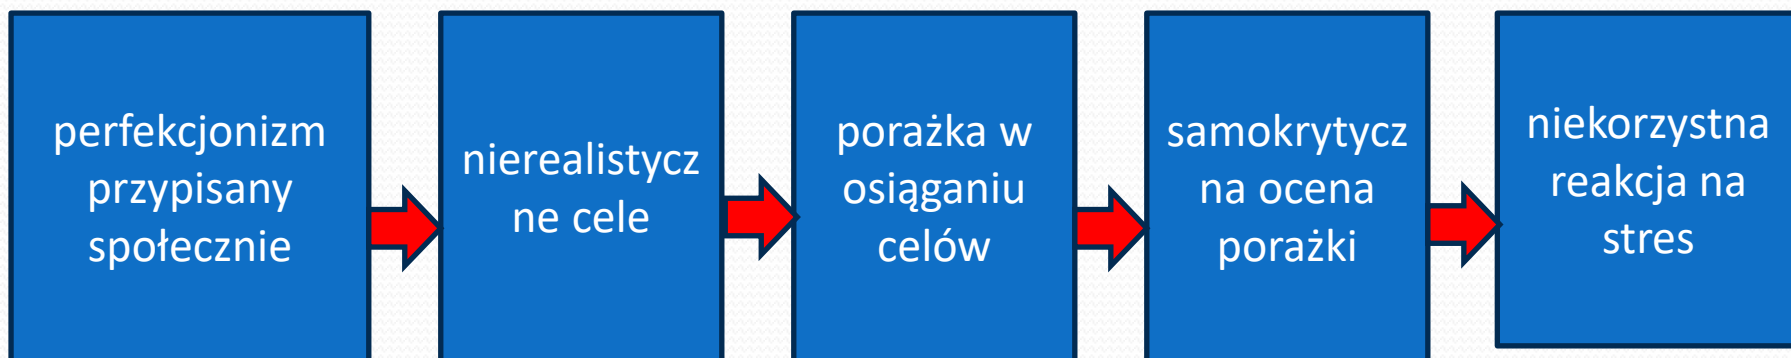 perfekcjonizm
przypisany
społecznie
nierealistycz
ne cele
porażka w
osiąganiu
celów
samokrytycz
na ocena
porażki
niekorzystna
reakcja na
stres